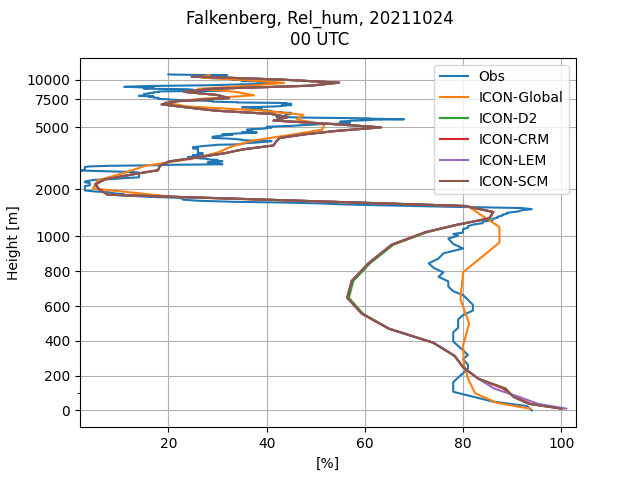 Falkenberg, Rel_hum, 20211024
00 UTC
Obs
ICON-Global
ICON-D2
ICON-CRM
ICON-LEM
ICON-SCM
10000
7500
5000
2000
1000
800
600
400
200
0
Height [m]
20 40 60 80 100
[%]